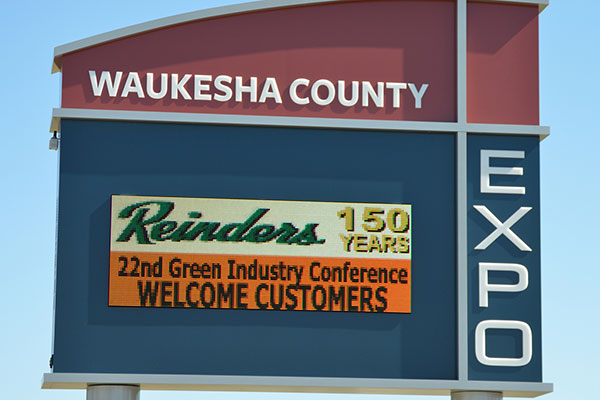 WAUKESHA COUNTY
EXPO
Reinders 150
YEARS
22nd Green Industry Conference
WELCOME CUSTOMERS